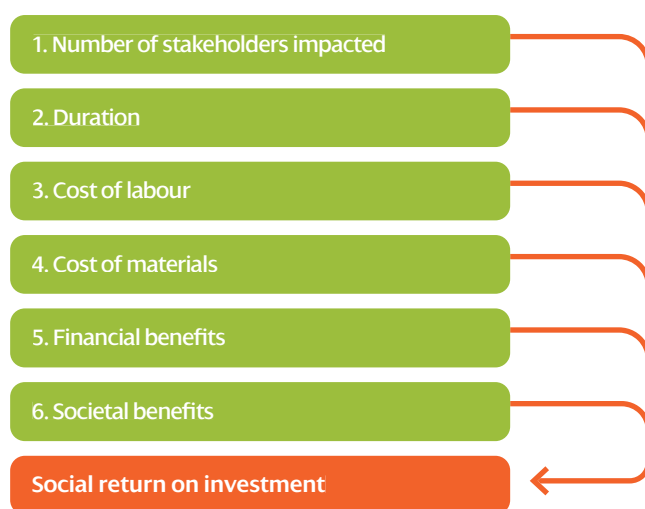 1. Number of stakeholders impacted
2. Duration
3. Cost of labour
4. Cost of materials
5. Financial benefits
6. Societal benefits
Social return on investment